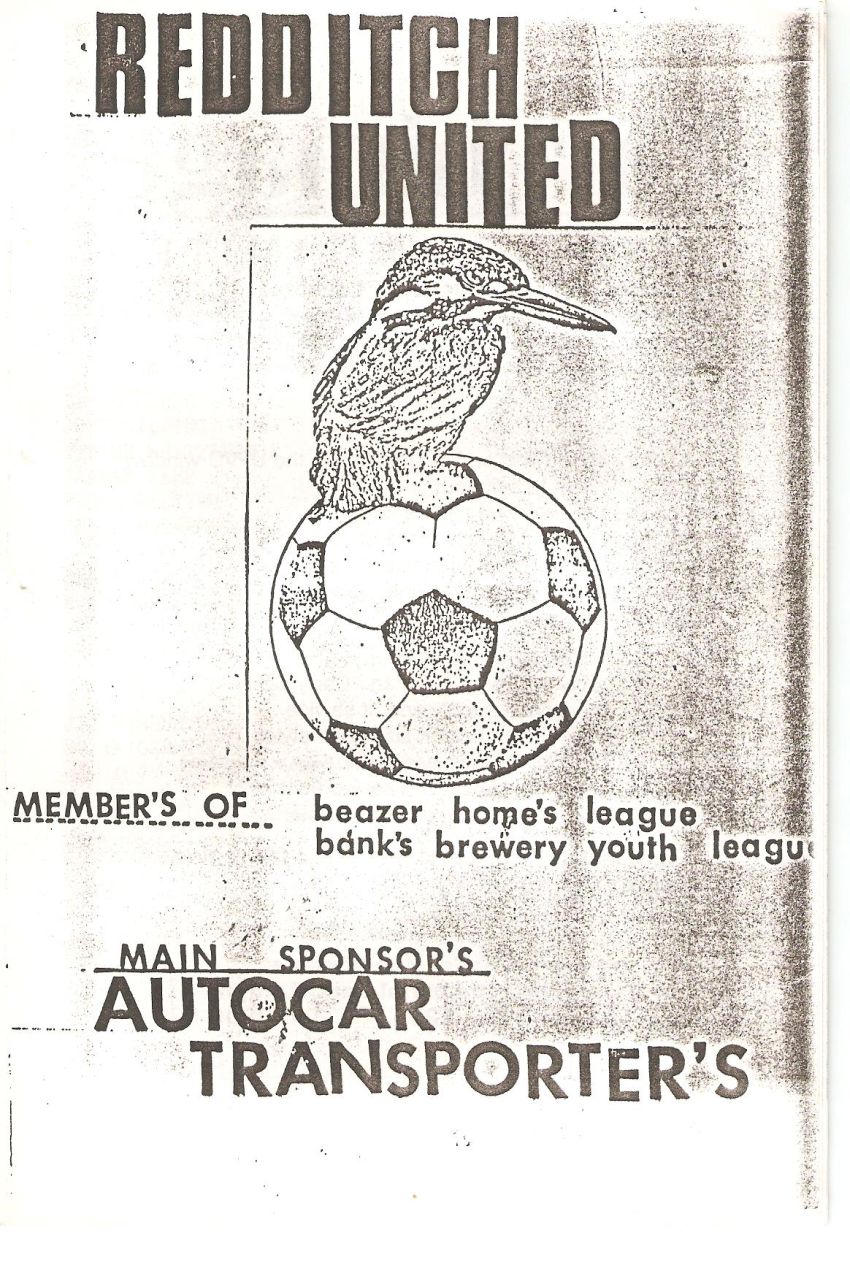 REDDITCH
UNITED
MEMBER'S OF
beazer home's league
bank's brewery youth league
MAIN SPONSOR'S
AUTOCAR
TRANSPORTER'S